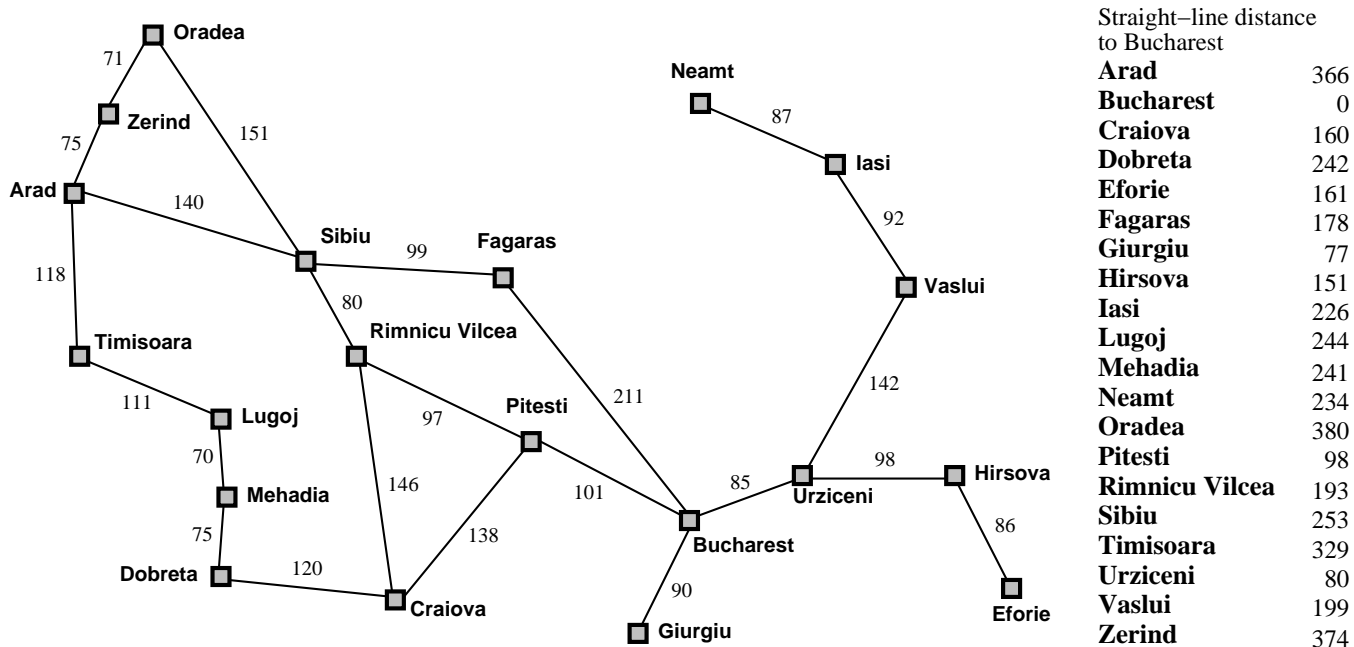 Oradea
71
Neamt
87
Zerind
151
75
Iasi
Arad
140
92
Sibiu
99
Fagaras
118
Vaslui
80
Timisoara
Rimnicu Vilcea
142
111
211
Lugoj
97
Pitesti
70
98
Hirsova
146
85
Urziceni
Mehadia
101
86
75
138
Bucharest
Dobreta
120
90
Craiova
Eforie
Giurgiu
Straight−line distance
to Bucharest
Arad 366
Bucharest 0
Craiova 160
Dobreta 242
Eforie 161
Fagaras 178
Giurgiu 77
Hirsova 151
Iasi 226
Lugoj 244
Mehadia 241
Neamt 234
Oradea 380
Pitesti 98
Rimnicu Vilcea 193
Sibiu 253
Timisoara 329
Urziceni 80
Vaslui 199
Zerind 374